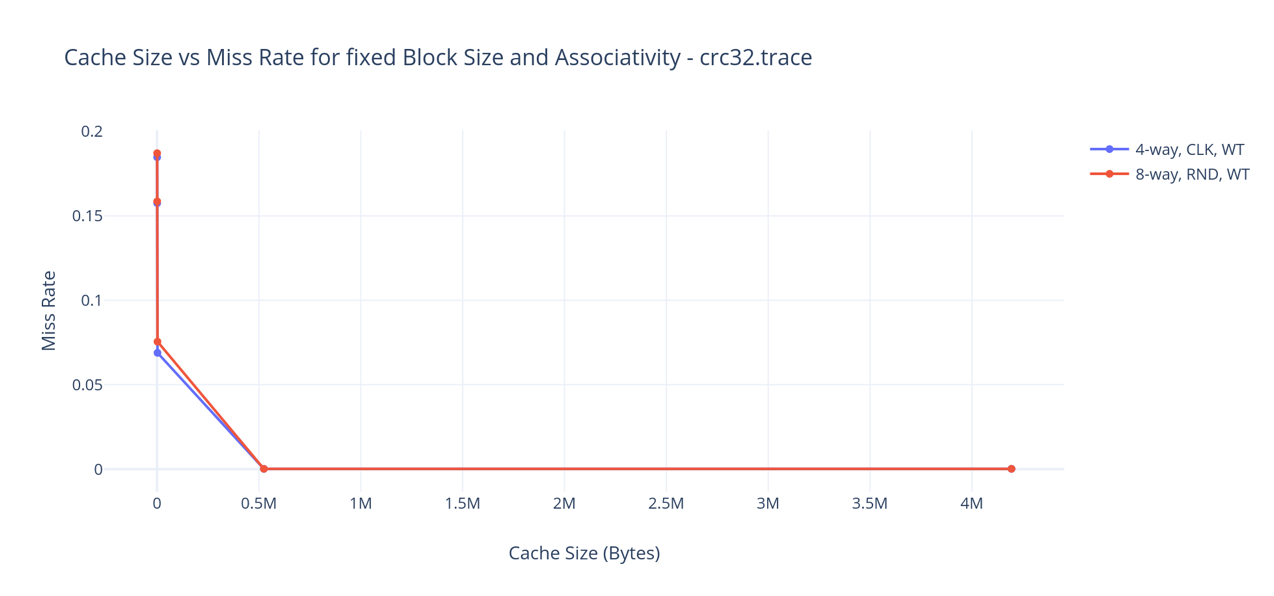 Cache Size vs Miss Rate for fixed Block Size and Associativity - crc32.trace
4-way, CLK, WT
8-way, RND, WT
Miss Rate
0.2
0.15
0.1
0.05
0
0 0.5M 1M 1.5M 2M 2.5M 3M 3.5M 4M
Cache Size (Bytes)